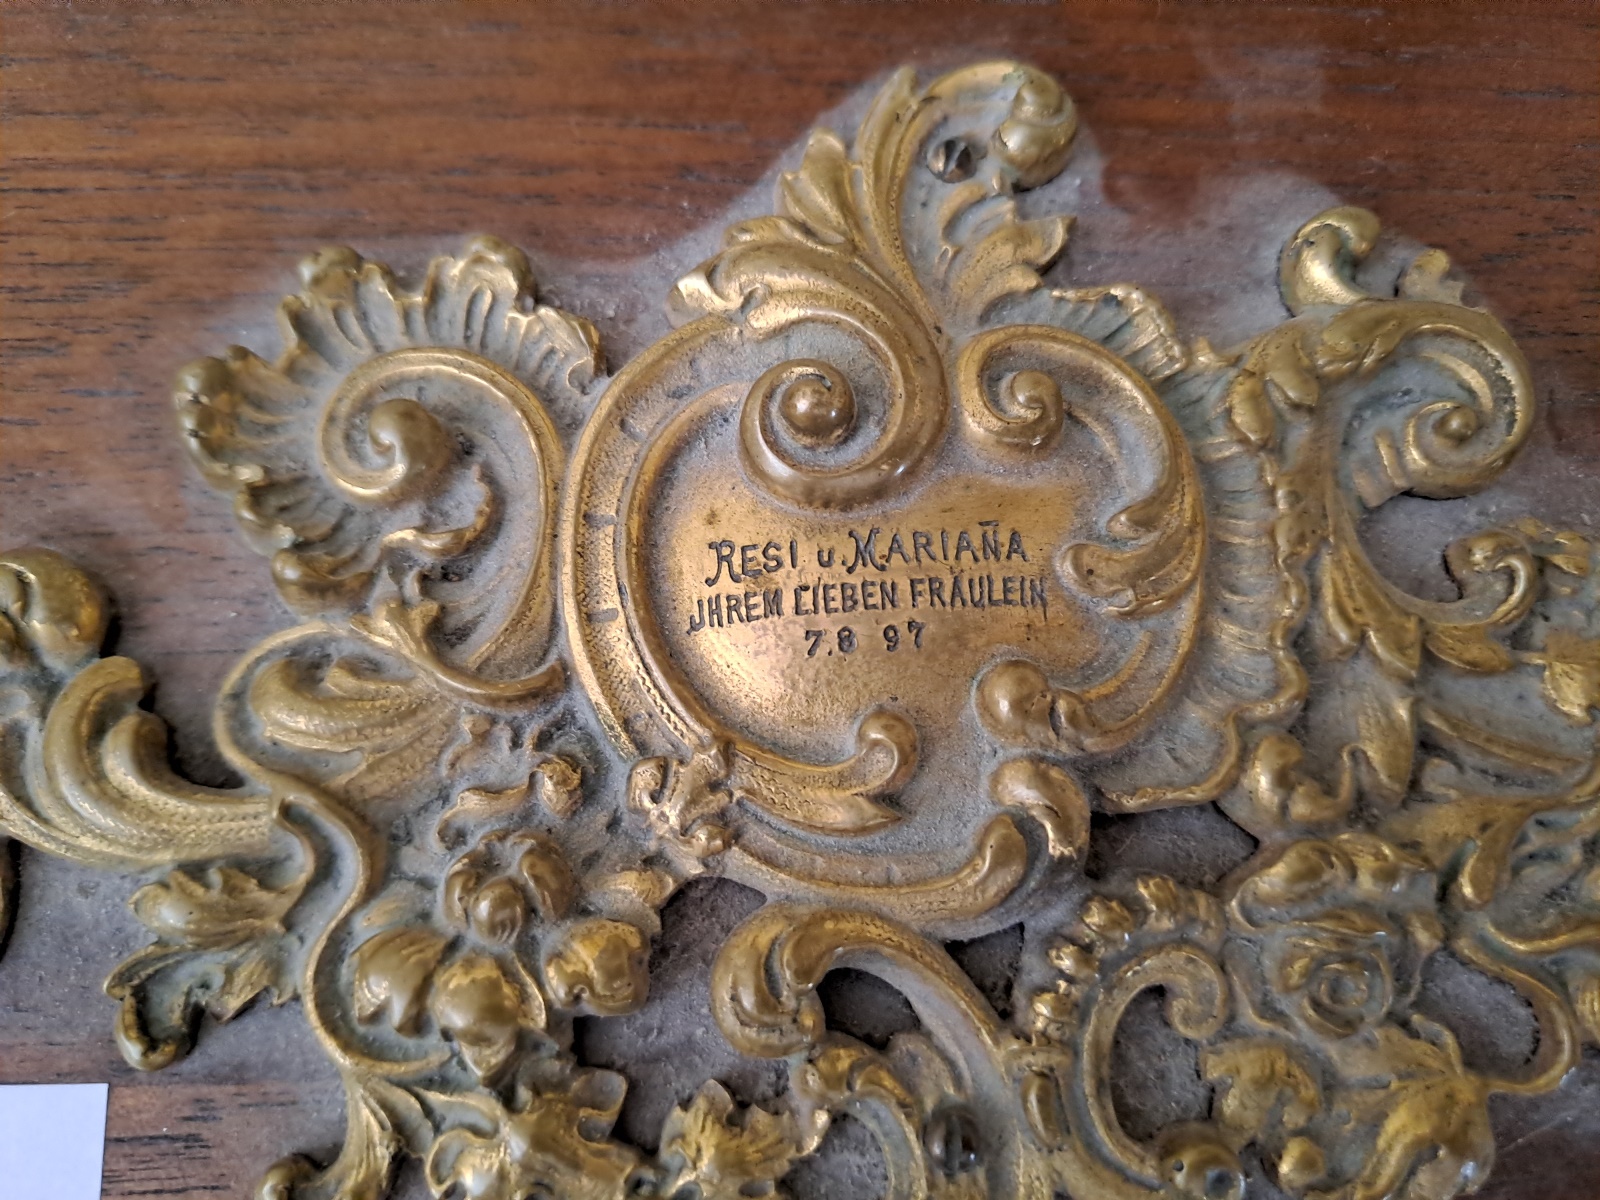 RESI u. MARIAÑA
JHREM LIEBEN FRÄULEIN
7.8 97